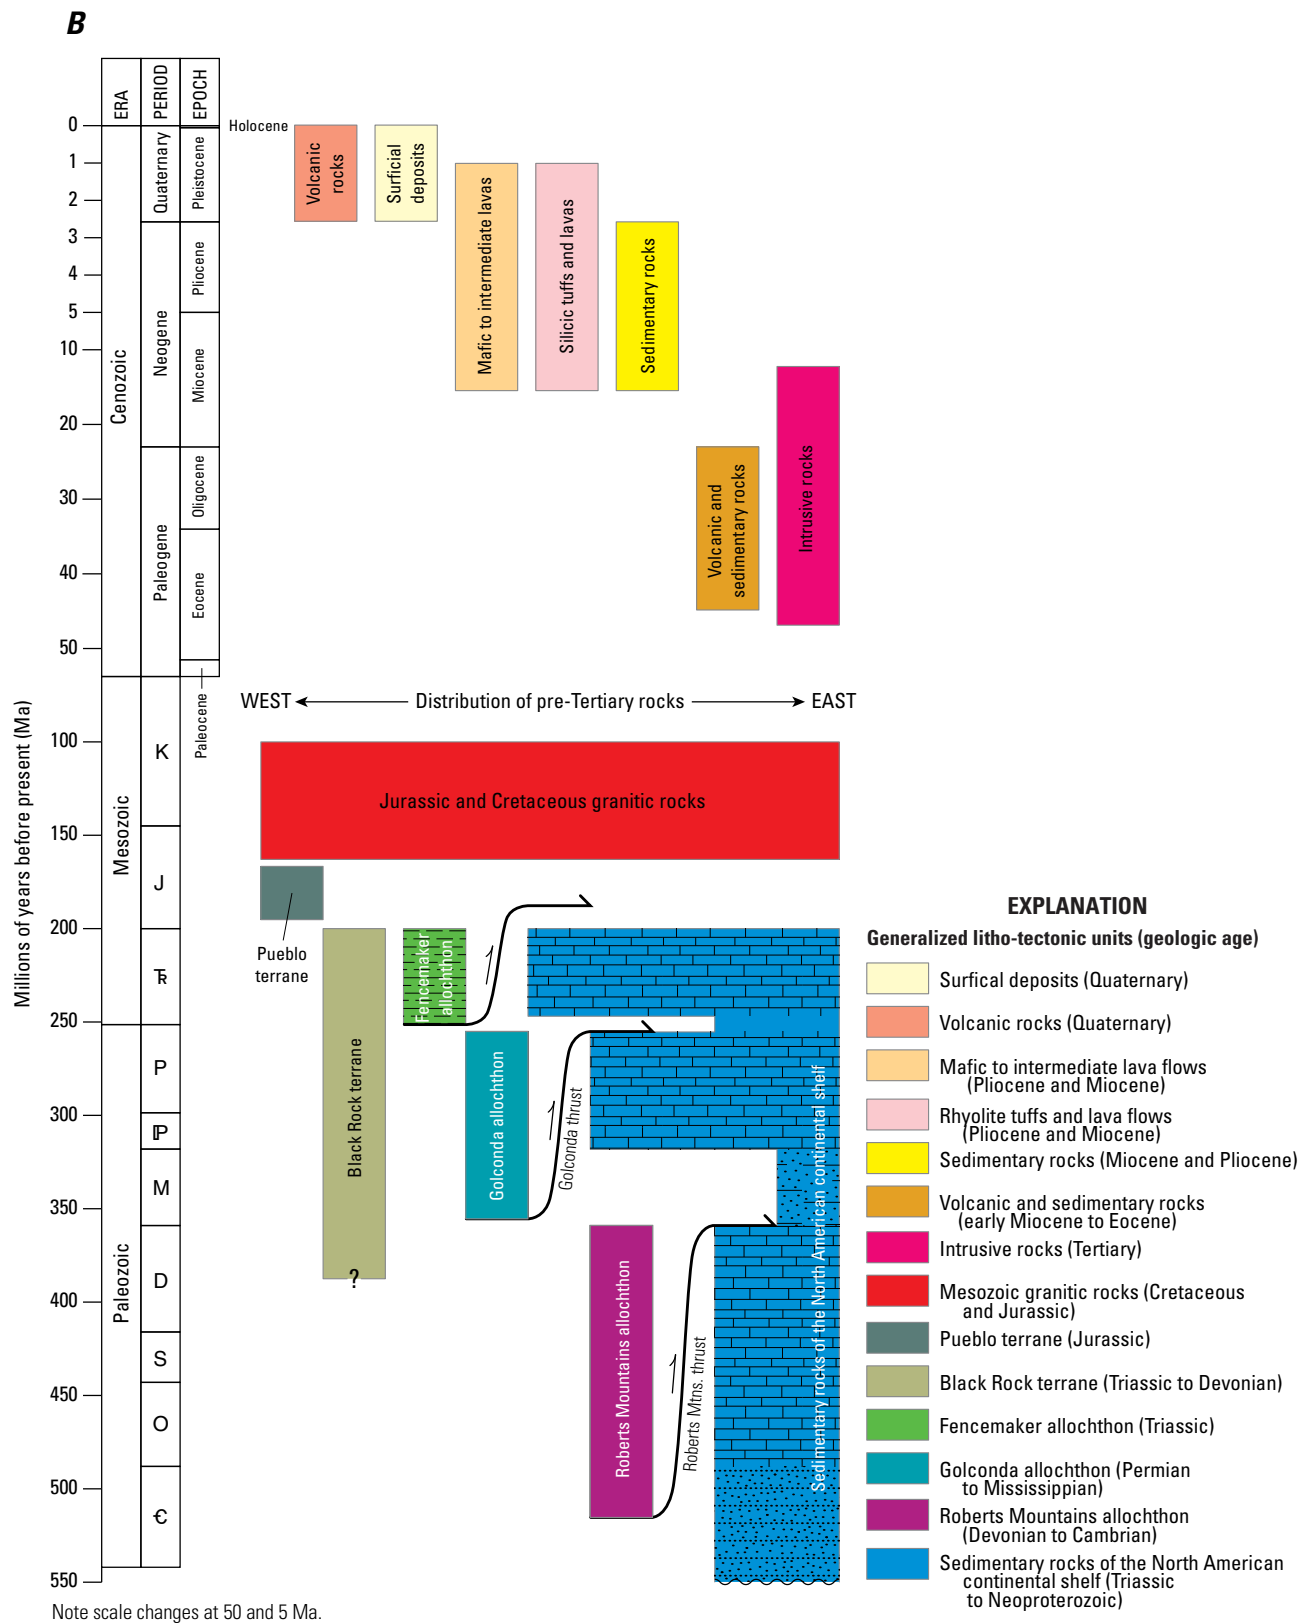 B
ERA
PERIOD
EPOCH
0
1
2
3
4
5
10
20
30
40
50
100
150
200
250
300
350
400
450
500
550
Millions of years before present (Ma)
Cenozoic
Mesozoic
Paleozoic
Quaternary
Neogene
Paleogene
K
J
TR
P
IP
M
D
S
O
Є
Holocene
Pleistocene
Pliocene
Miocene
Oligocene
Eocene
Paleocene
Volcanic
rocks
Surficial
deposits
Mafic to intermediate lavas
Silicic tuffs and lavas
Sedimentary rocks
Volcanic and
sedimentary rocks
Intrusive rocks
WEST Distribution of pre-Tertiary rocks EAST
Jurassic and Cretaceous granitic rocks
Pueblo
terrane
Black Rock terrane
?
Fencemaker
allochthon
Golconda allochthon
Golconda thrust
Roberts Mountains allochthon
Roberts Mtns. thrust
Sedimentary rocks of the North American continental shelf
EXPLANATION
Generalized litho-tectonic units (geologic age)
Surfical deposits (Quaternary)
Volcanic rocks (Quaternary)
Mafic to intermediate lava flows
(Pliocene and Miocene)
Rhyolite tuffs and lava flows
(Pliocene and Miocene)
Sedimentary rocks (Miocene and Pliocene)
Volcanic and sedimentary rocks
(early Miocene to Eocene)
Intrusive rocks (Tertiary)
Mesozoic granitic rocks (Cretaceous
and Jurassic)
Pueblo terrane (Jurassic)
Black Rock terrane (Triassic to Devonian)
Fencemaker allochthon (Triassic)
Golconda allochthon (Permian
to Mississippian)
Roberts Mountains allochthon
(Devonian to Cambrian)
Sedimentary rocks of the North American
continental shelf (Triassic
to Neoproterozoic)
Note scale changes at 50 and 5 Ma.